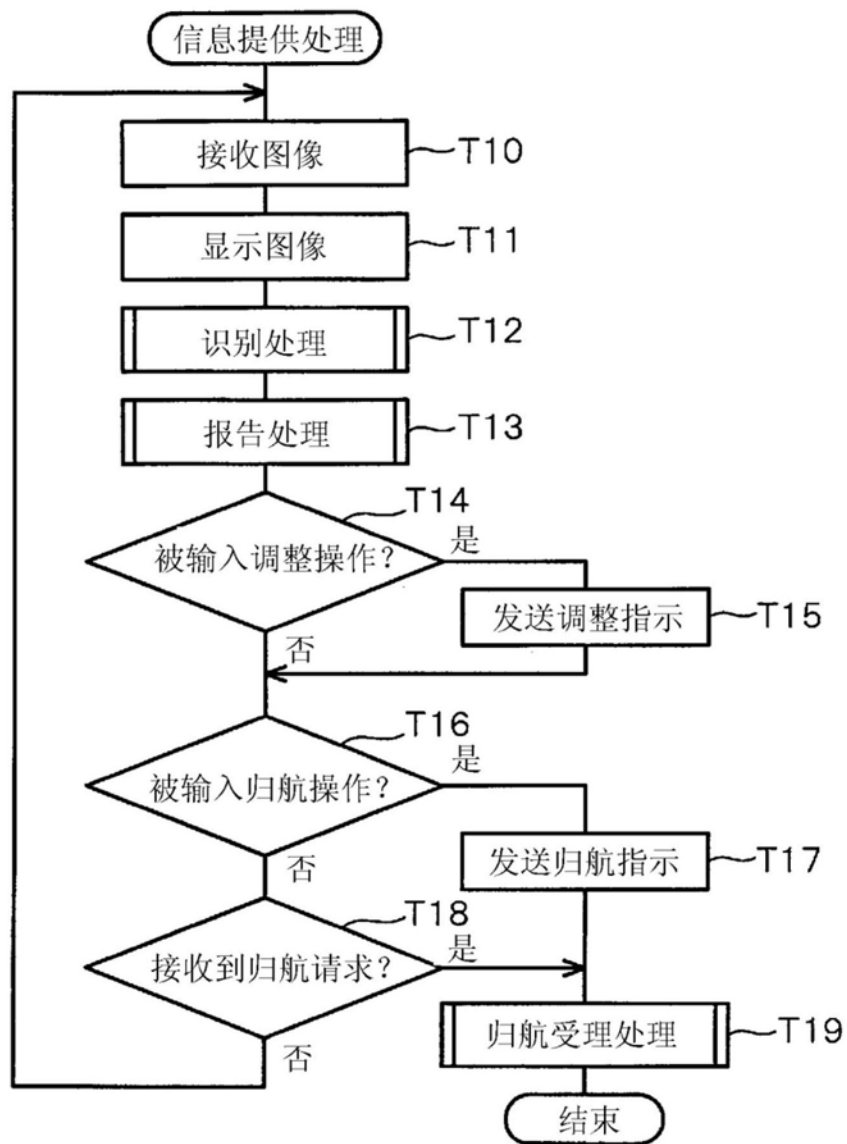 信息提供处理
接收图像
T10
显示图像
T11
识别处理
T12
报告处理
T13
T14
被输入调整操作?
是
发送调整指示
T15
否
T16
被输入归航操作?
是
发送归航指示
T17
否
T18
接收到归航请求?
是
归航受理处理
T19
否
结束